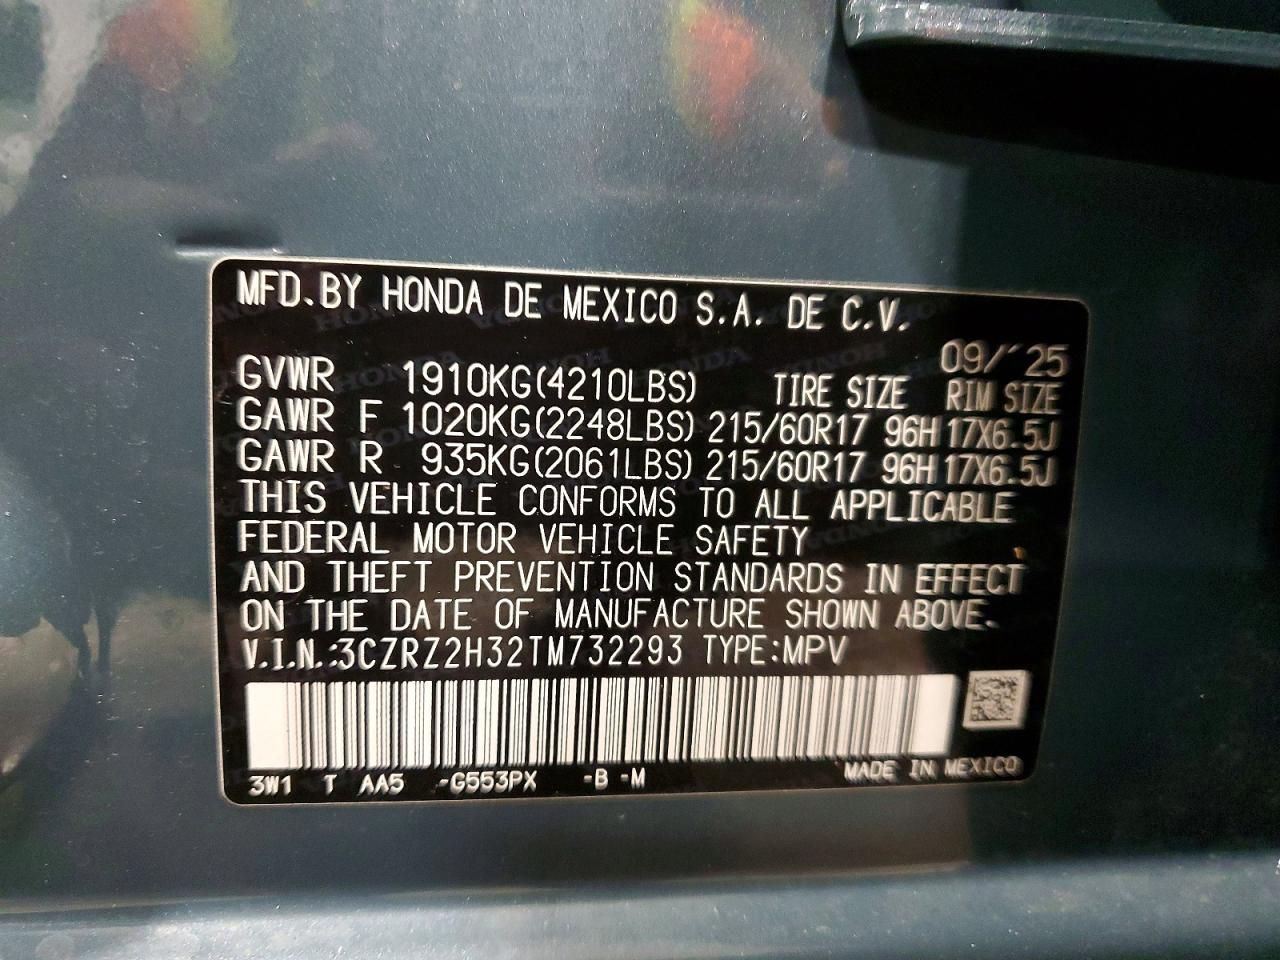 MFD.BY HONDA DE MEXICO S.A. DE C.V.
09/'25
GVWR 1910KG(4210LBS) TIRE SIZE RIM SIZE
GAWR F 1020KG(2248LBS) 215/60R17 96H 17X6.5J
GAWR R 935KG(2061LBS) 215/60R17 96H 17X6.5J
THIS VEHICLE CONFORMS TO ALL APPLICABLE
FEDERAL MOTOR VEHICLE SAFETY
AND THEFT PREVENTION STANDARDS IN EFFECT
ON THE DATE OF MANUFACTURE SHOWN ABOVE.
V.I.N.:3CZRZ2H32TM732293 TYPE:MPV
3W1 T AA5 -G553PX -B -M MADE IN MEXICO